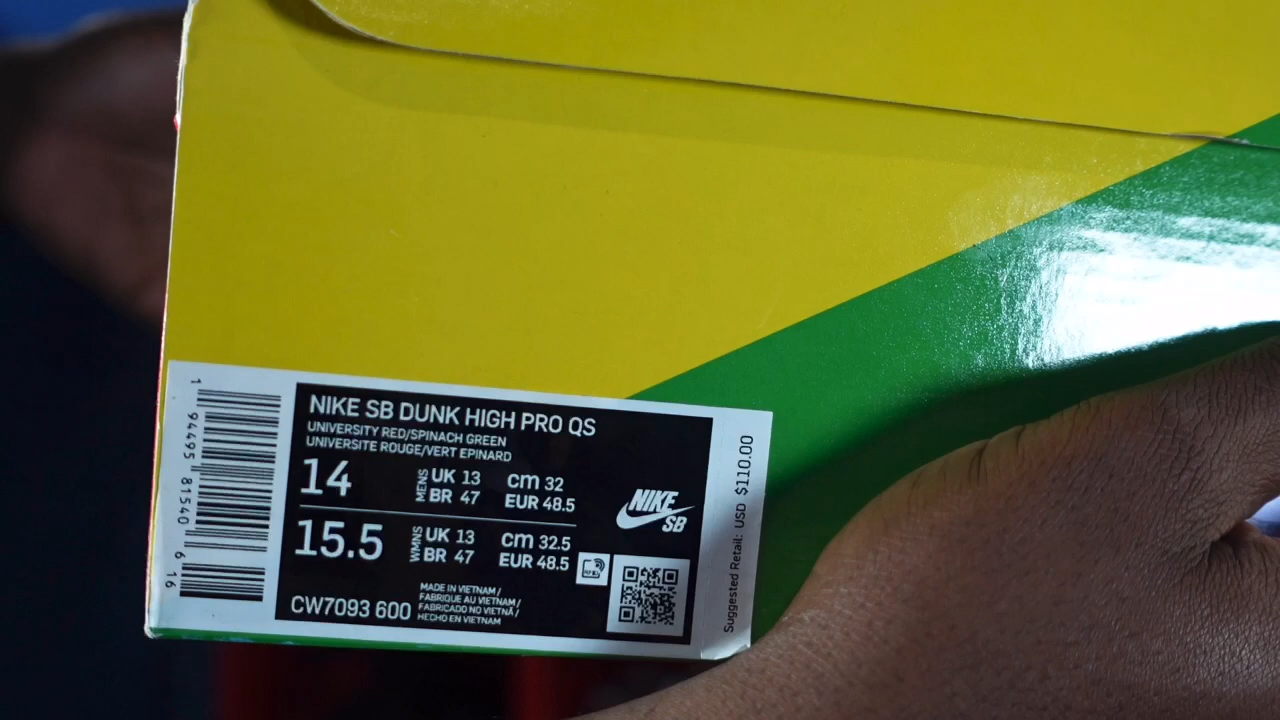 NIKE SB DUNK HIGH PRO QS
UNIVERSITY RED/SPINACH GREEN
UNIVERSITE ROUGE/VERT EPINARD
14 MENS UK 13 cm 32
BR 47 EUR 48.5
15.5 WMNS UK 13 cm 32.5
BR 47 EUR 48.5
NIKE
SB
CW7093 600
MADE IN VIETNAM /
FABRIQUE AU VIETNAM /
FABRICADO NO VIETNÃ /
HECHO EN VIETNAM
1 94495 81540 6 16
Suggested Retail: USD $110.00